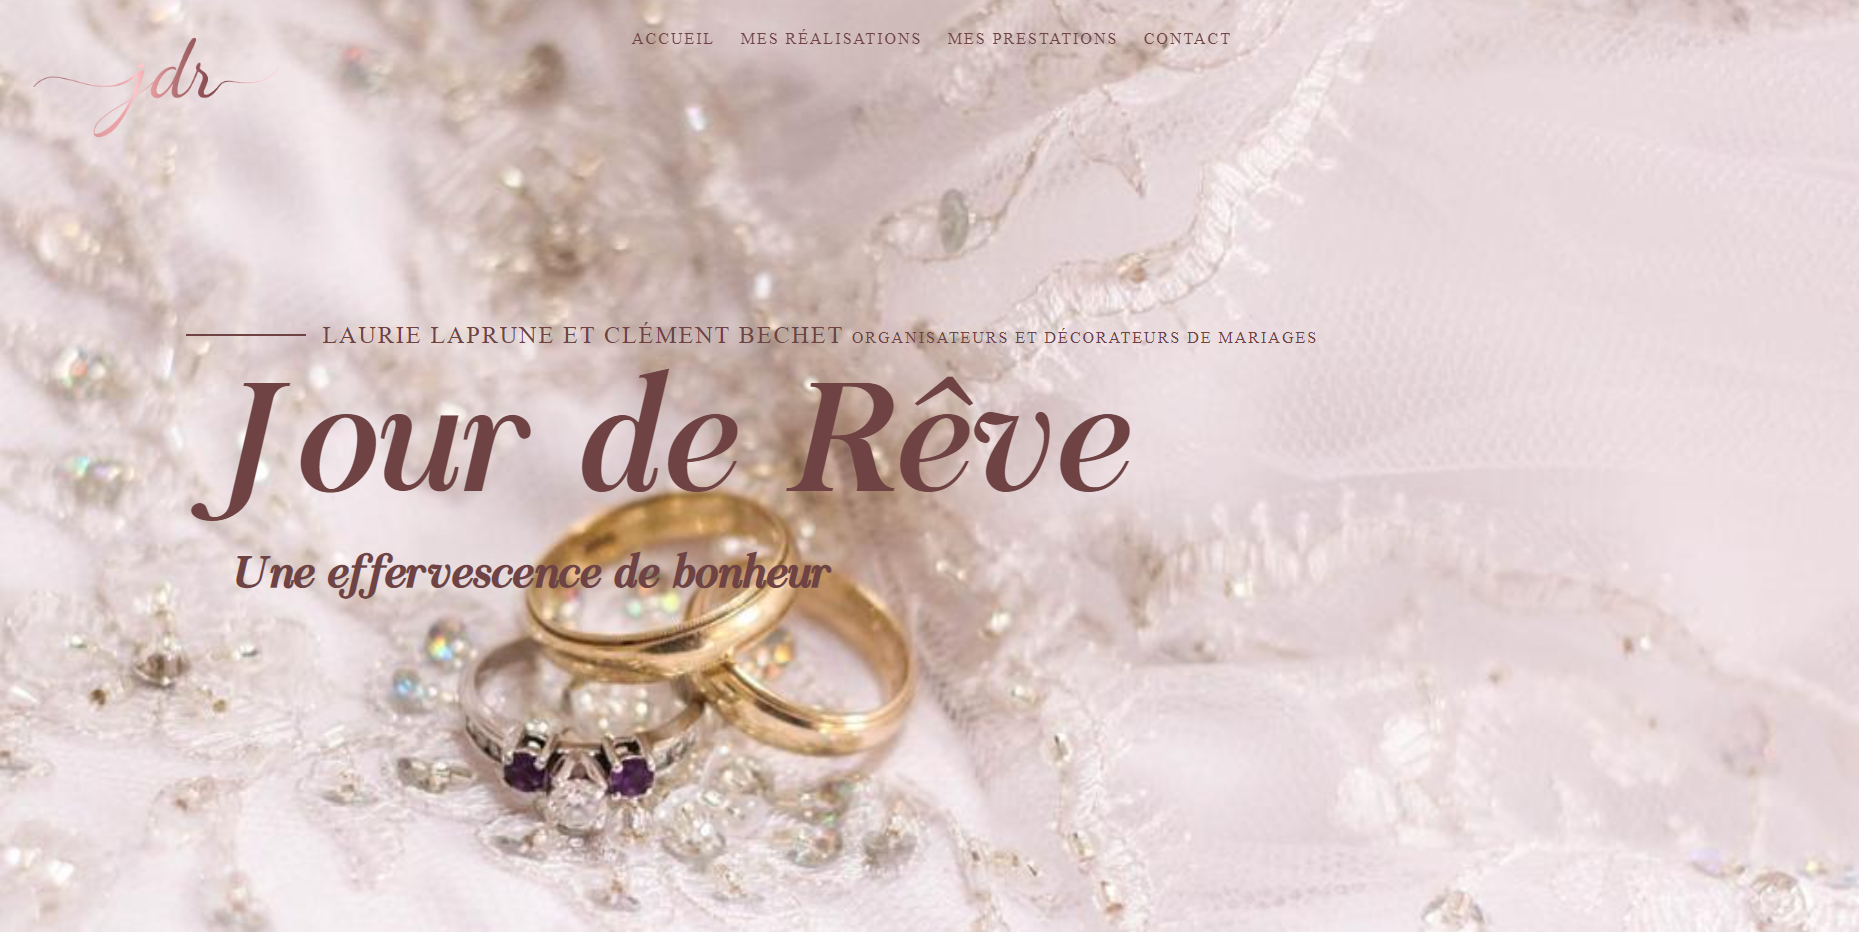 jdr
ACCUEIL MES RÉALISATIONS MES PRESTATIONS CONTACT
LAURIE LAPRUNE ET CLÉMENT BECHET ORGANISATEURS ET DÉCORATEURS DE MARIAGES
Jour de Rêve
Une effervescence de bonheur